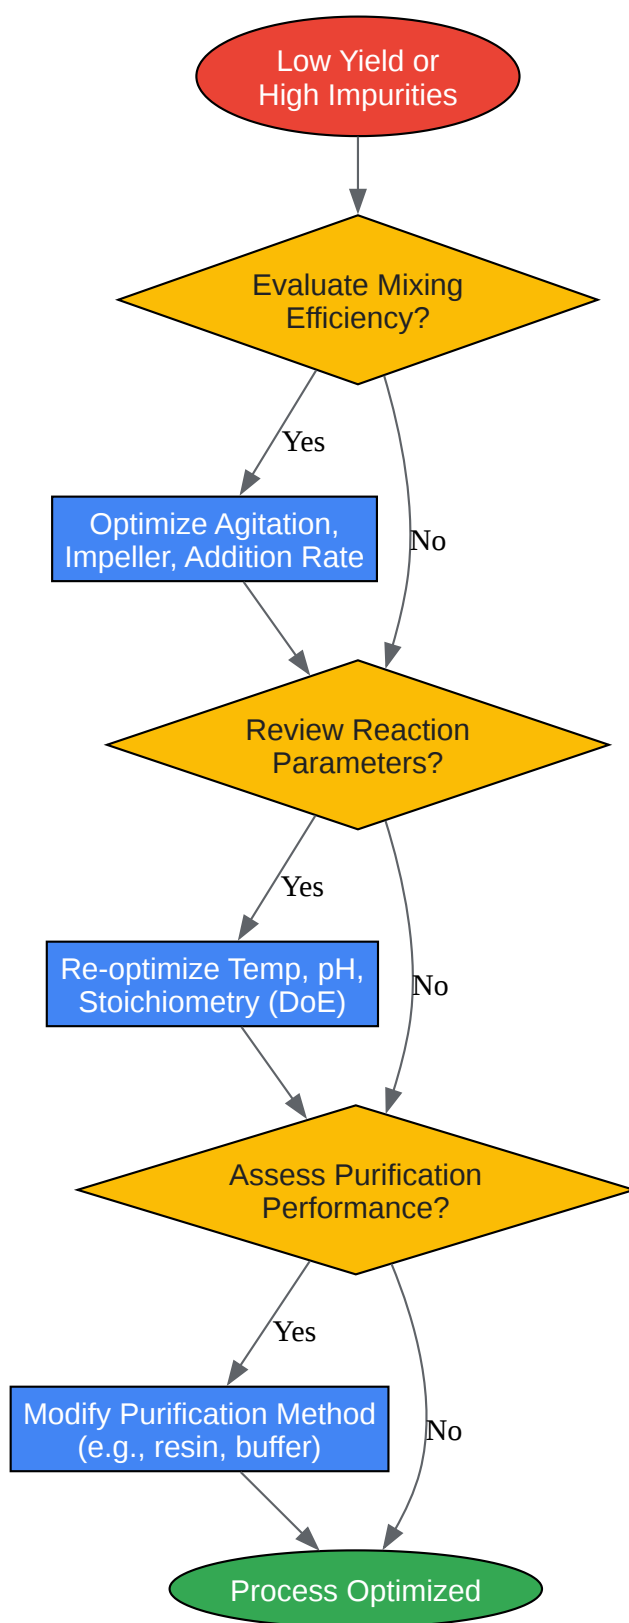 Low Yield or
High Impurities
Evaluate Mixing
Efficiency?
Yes
Optimize Agitation,
Impeller, Addition Rate
No
Review Reaction
Parameters?
Yes
Re-optimize Temp, pH,
Stoichiometry (DoE)
No
Assess Purification
Performance?
Yes
Modify Purification Method
(e.g., resin, buffer)
No
Process Optimized